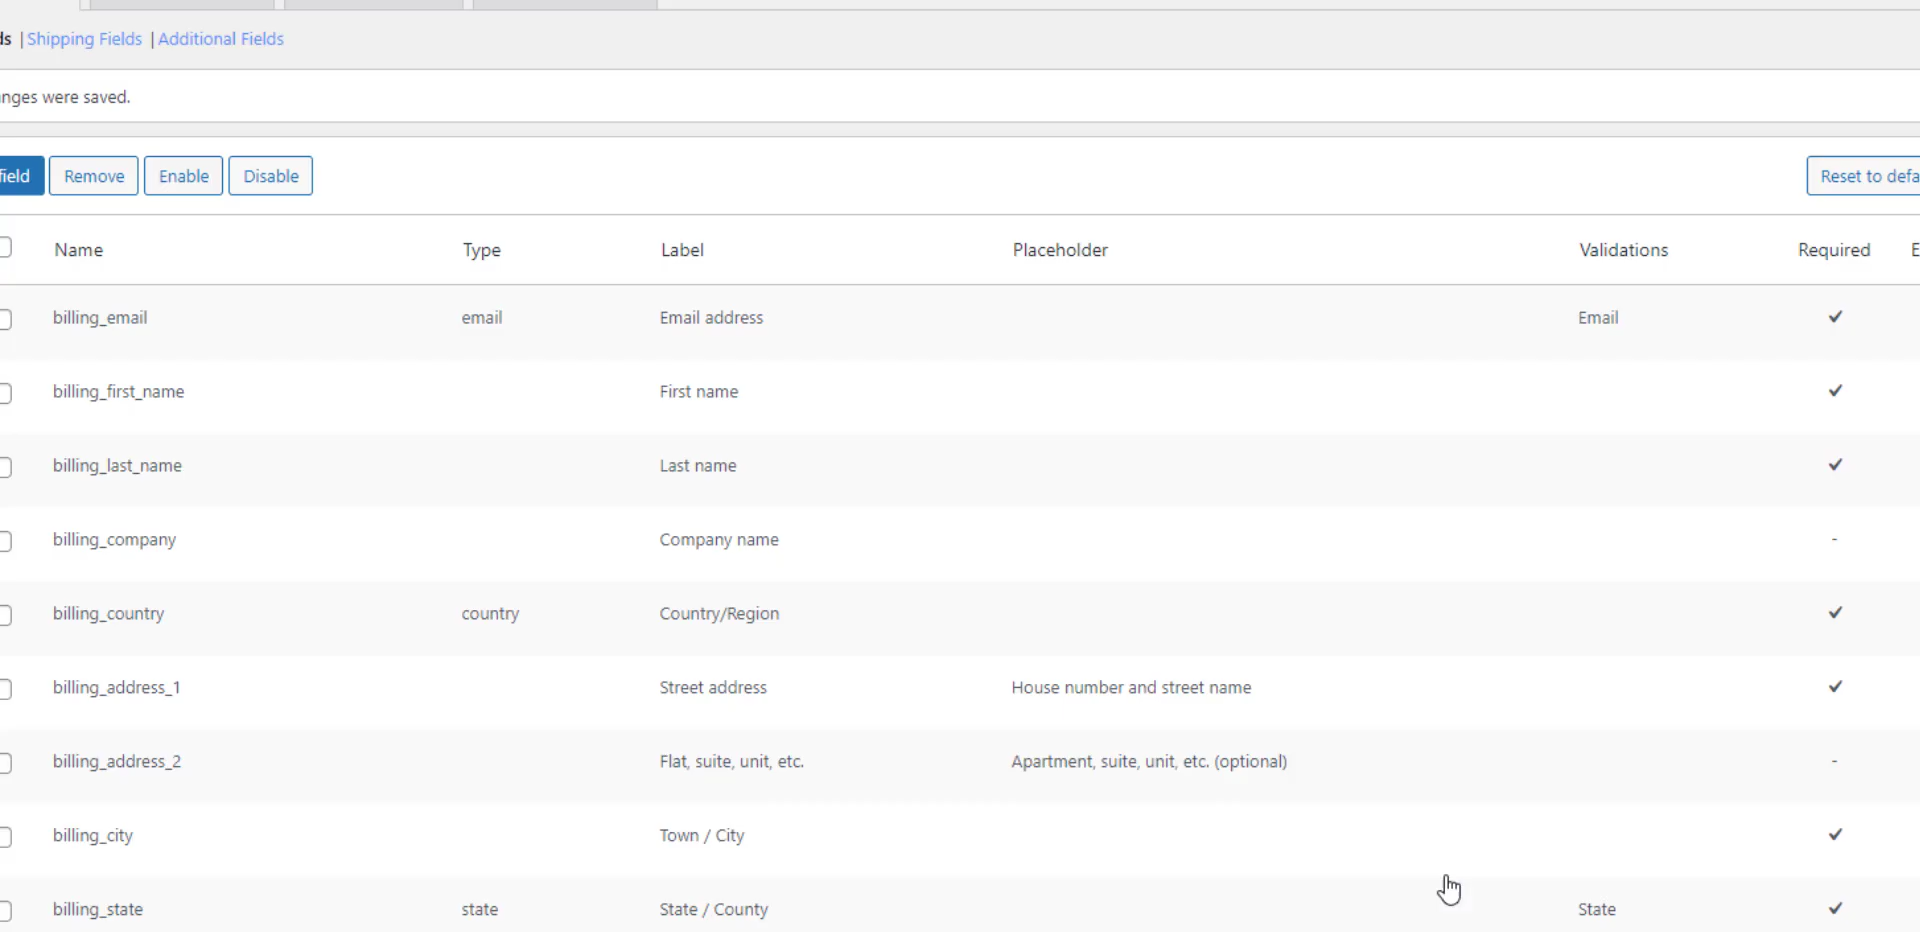 ds | Shipping Fields | Additional Fields
anges were saved.
field Remove Enable Disable Reset to defa
Name Type Label Placeholder Validations Required E
billing_email email Email address Email ✔
billing_first_name First name ✔
billing_last_name Last name ✔
billing_company Company name -
billing_country country Country/Region ✔
billing_address_1 Street address House number and street name ✔
billing_address_2 Flat, suite, unit, etc. Apartment, suite, unit, etc. (optional) -
billing_city Town / City ✔
billing_state state State / County State ✔